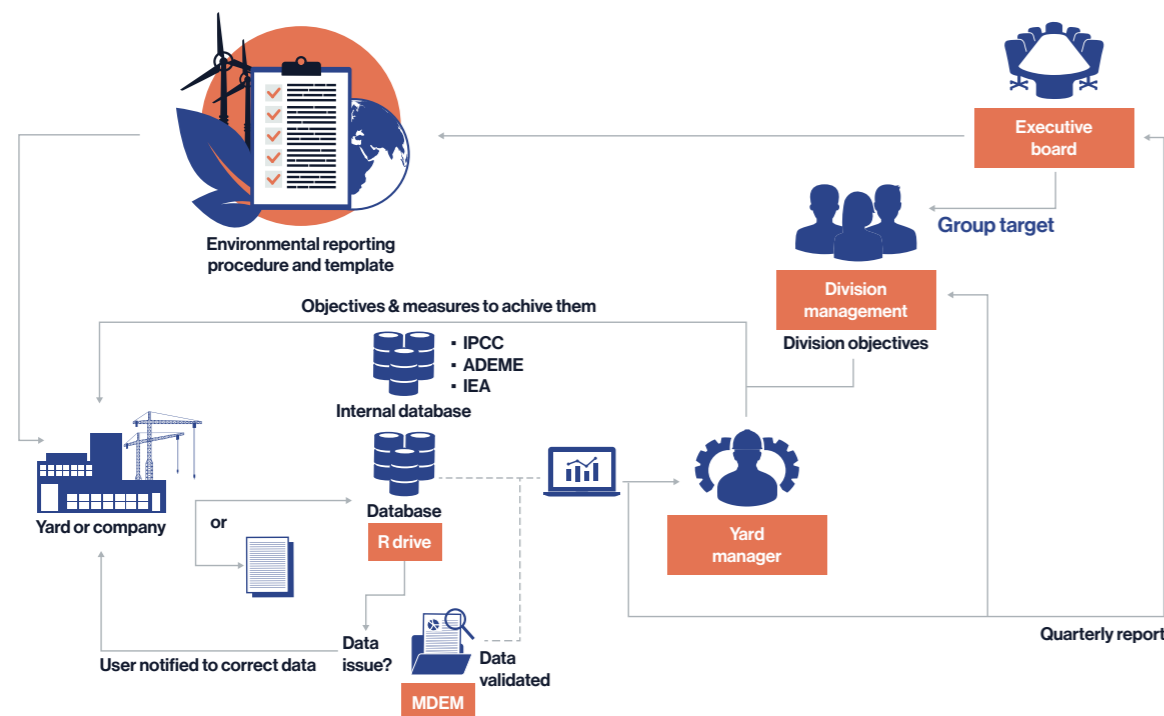 Executive
board
Group target
Environmental reporting
procedure and template
Division
management
Division objectives
Objectives & measures to achive them
▪ IPCC
▪ ADEME
▪ IEA
Internal database
Yard or company
or
Database
R drive
Yard
manager
Quarterly report
Data
issue?
User notified to correct data
Data
validated
MDEM